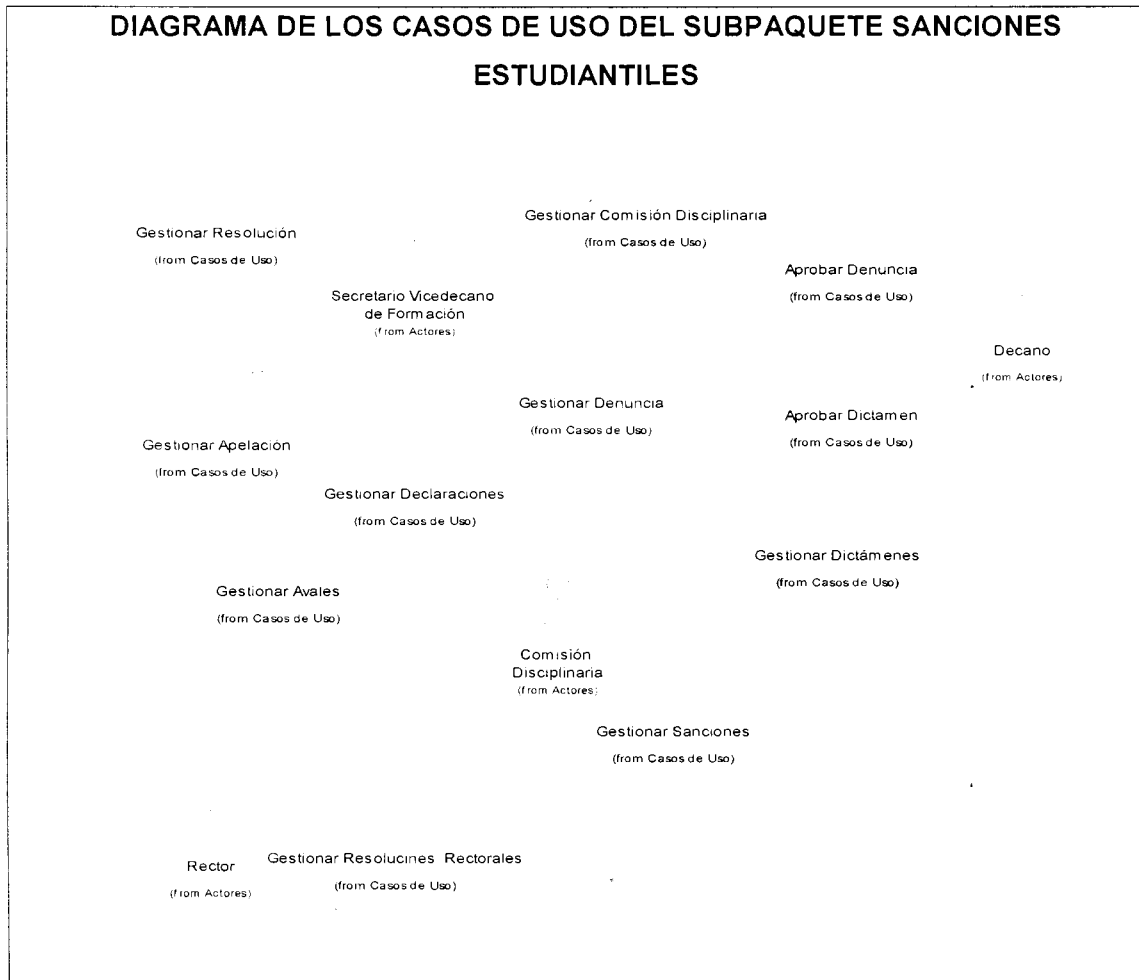 DIAGRAMA DE LOS CASOS DE USO DEL SUBPAQUETE SANCIONES
ESTUDIANTILES
Gestionar Comisión Disciplinaria
(from Casos de Uso)
Gestionar Resolución
(from Casos de Uso)
Aprobar Denuncia
(from Casos de Uso)
Secretario Vicedecano
de Formación
(from Actores)
Decano
(from Actores)
Gestionar Denuncia
(from Casos de Uso)
Aprobar Dictamen
(from Casos de Uso)
Gestionar Apelación
(from Casos de Uso)
Gestionar Declaraciones
(from Casos de Uso)
Gestionar Dictámenes
(from Casos de Uso)
Gestionar Avales
(from Casos de Uso)
Comisión
Disciplinaria
(from Actores)
Gestionar Sanciones
(from Casos de Uso)
Rector
(from Actores)
Gestionar Resolucines Rectorales
(from Casos de Uso)